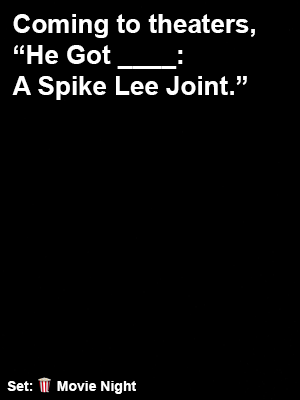 Coming to theaters,
“He Got ____:
A Spike Lee Joint.”
Set: 🍿 Movie Night